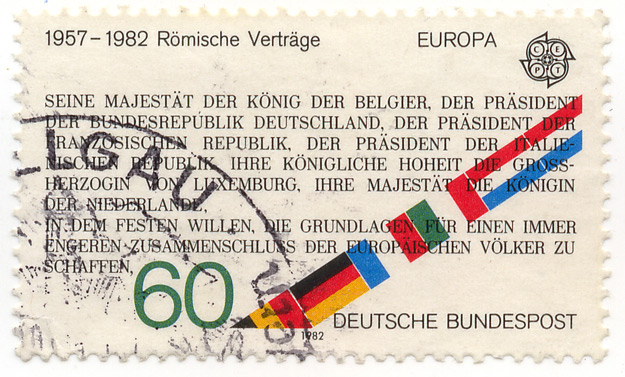 1957–1982 Römische Verträge
EUROPA
CEPT
SEINE MAJESTÄT DER KÖNIG DER BELGIER, DER PRÄSIDENT
DER BUNDESREPUBLIK DEUTSCHLAND, DER PRÄSIDENT DER
FRANZÖSISCHEN REPUBLIK, DER PRÄSIDENT DER ITALIE-
NISCHEN REPUBLIK, IHRE KÖNIGLICHE HOHEIT DIE GROSS-
HERZOGIN VON LUXEMBURG, IHRE MAJESTÄT DIE KÖNIGIN
DER NIEDERLANDE,
IN DEM FESTEN WILLEN, DIE GRUNDLAGEN FÜR EINEN IMMER
ENGEREN ZUSAMMENSCHLUSS DER EUROPÄISCHEN VÖLKER ZU
SCHAFFEN,
60
DEUTSCHE BUNDESPOST
1982